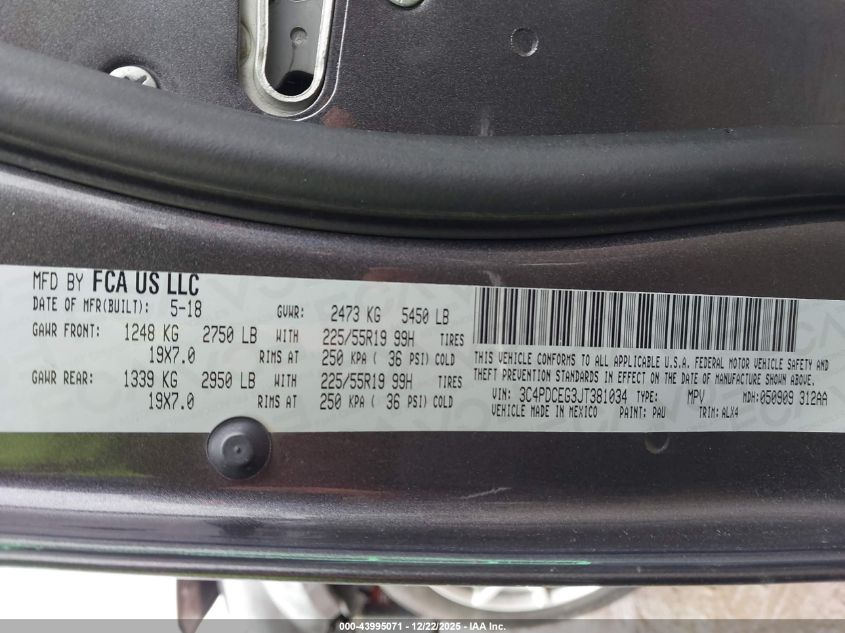 MFD BY FCA US LLC
DATE OF MFR(BUILT): 5-18 GVWR: 2473 KG 5450 LB
GAWR FRONT: 1248 KG 2750 LB WITH 225/55R19 99H TIRES
19X7.0 RIMS AT 250 KPA ( 36 PSI) COLD
GAWR REAR: 1339 KG 2950 LB WITH 225/55R19 99H TIRES
19X7.0 RIMS AT 250 KPA ( 36 PSI) COLD
THIS VEHICLE CONFORMS TO ALL APPLICABLE U.S.A. FEDERAL MOTOR VEHICLE SAFETY AND
THEFT PREVENTION STANDARDS IN EFFECT ON THE DATE OF MANUFACTURE SHOWN ABOVE.
VIN: 3C4PDCEG3JT381034 TYPE: MPV MDH:050909 312AA
VEHICLE MADE IN MEXICO PAINT: PAU TRIM: ALX4
000-43995071 - 12/22/2025 - IAA Inc.